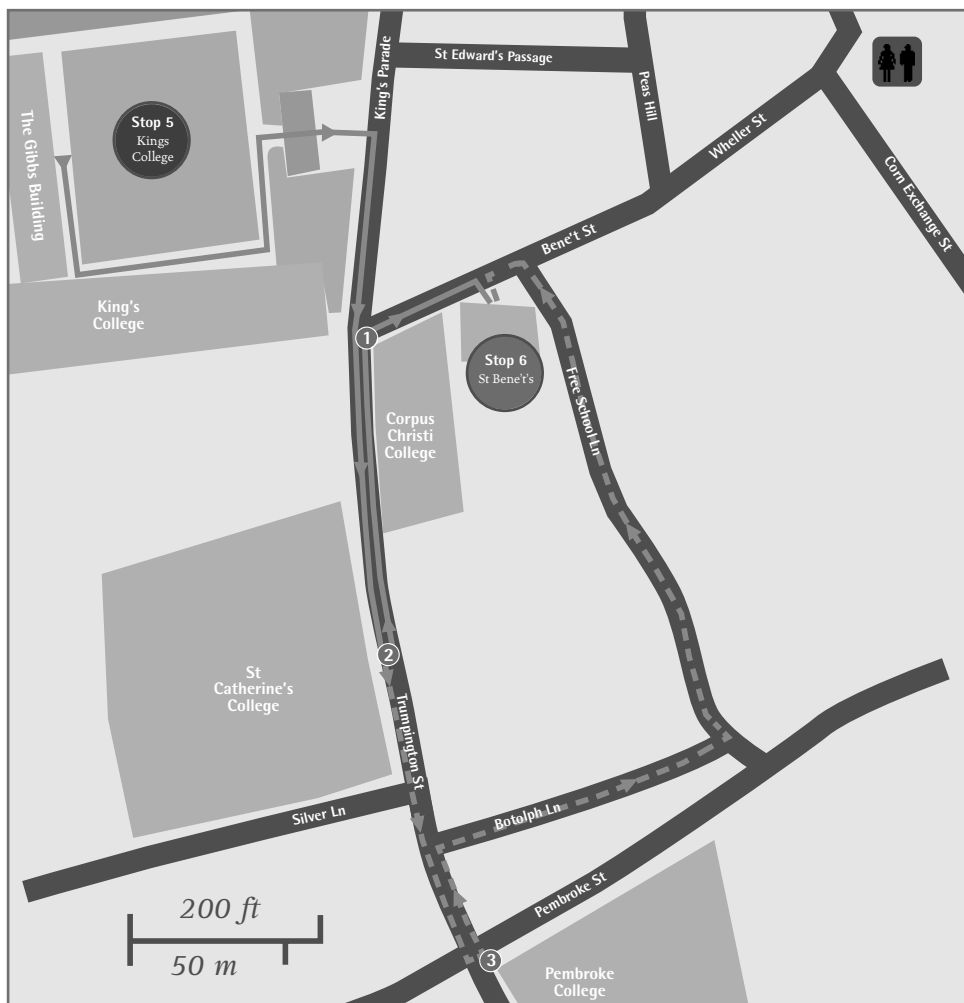 St Edward's Passage
King's Parade
Peas Hill
Wheller St
Corn Exchange St
Stop 5
Kings
College
The Gibbs Building
Bene't St
King's
College
1
Stop 6
St Bene't's
Free School Ln
Corpus
Christi
College
2
St
Catherine's
College
Trumpington St
Silver Ln
Botolph Ln
Pembroke St
200 ft
50 m
3
Pembroke
College